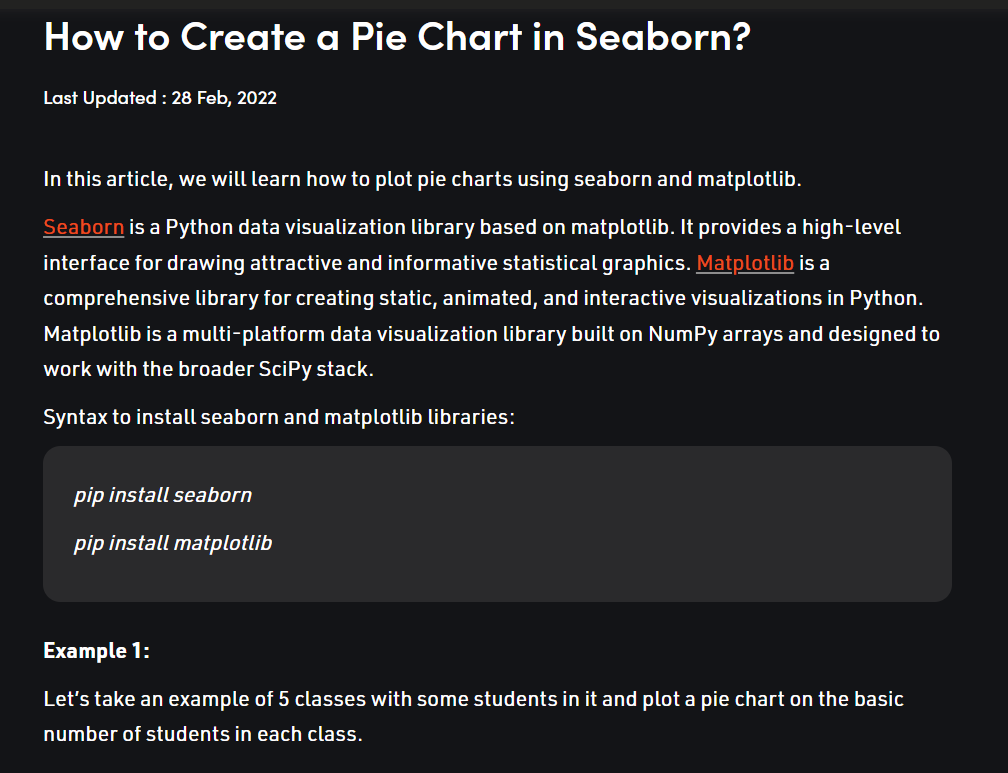 How to Create a Pie Chart in Seaborn?
Last Updated : 28 Feb, 2022
In this article, we will learn how to plot pie charts using seaborn and matplotlib.
Seaborn is a Python data visualization library based on matplotlib. It provides a high-level
interface for drawing attractive and informative statistical graphics. Matplotlib is a
comprehensive library for creating static, animated, and interactive visualizations in Python.
Matplotlib is a multi-platform data visualization library built on NumPy arrays and designed to
work with the broader SciPy stack.
Syntax to install seaborn and matplotlib libraries:
pip install seaborn
pip install matplotlib
Example 1:
Let’s take an example of 5 classes with some students in it and plot a pie chart on the basic
number of students in each class.